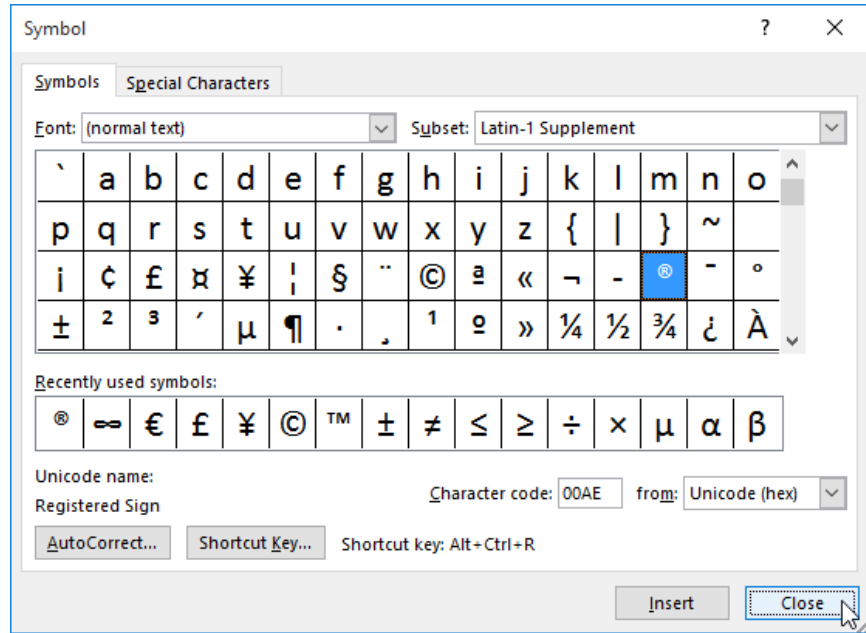 Symbol ?
Symbols Special Characters
Font: (normal text) Subset: Latin-1 Supplement
` a b c d e f g h i j k l m n o
p q r s t u v w x y z { | } ~
¡ ¢ £ ¤ ¥ ¦ § ¨ © ª « ¬ - ® ¯ °
± ² ³ ´ µ ¶ · ¸ ¹ º » ¼ ½ ¾ ¿ À
Recently used symbols:
® ∞ € £ ¥ © ™ ± ≠ ≤ ≥ ÷ × µ α β
Unicode name:
Registered Sign
Character code: 00AE from: Unicode (hex)
AutoCorrect... Shortcut Key... Shortcut key: Alt+Ctrl+R
Insert Close